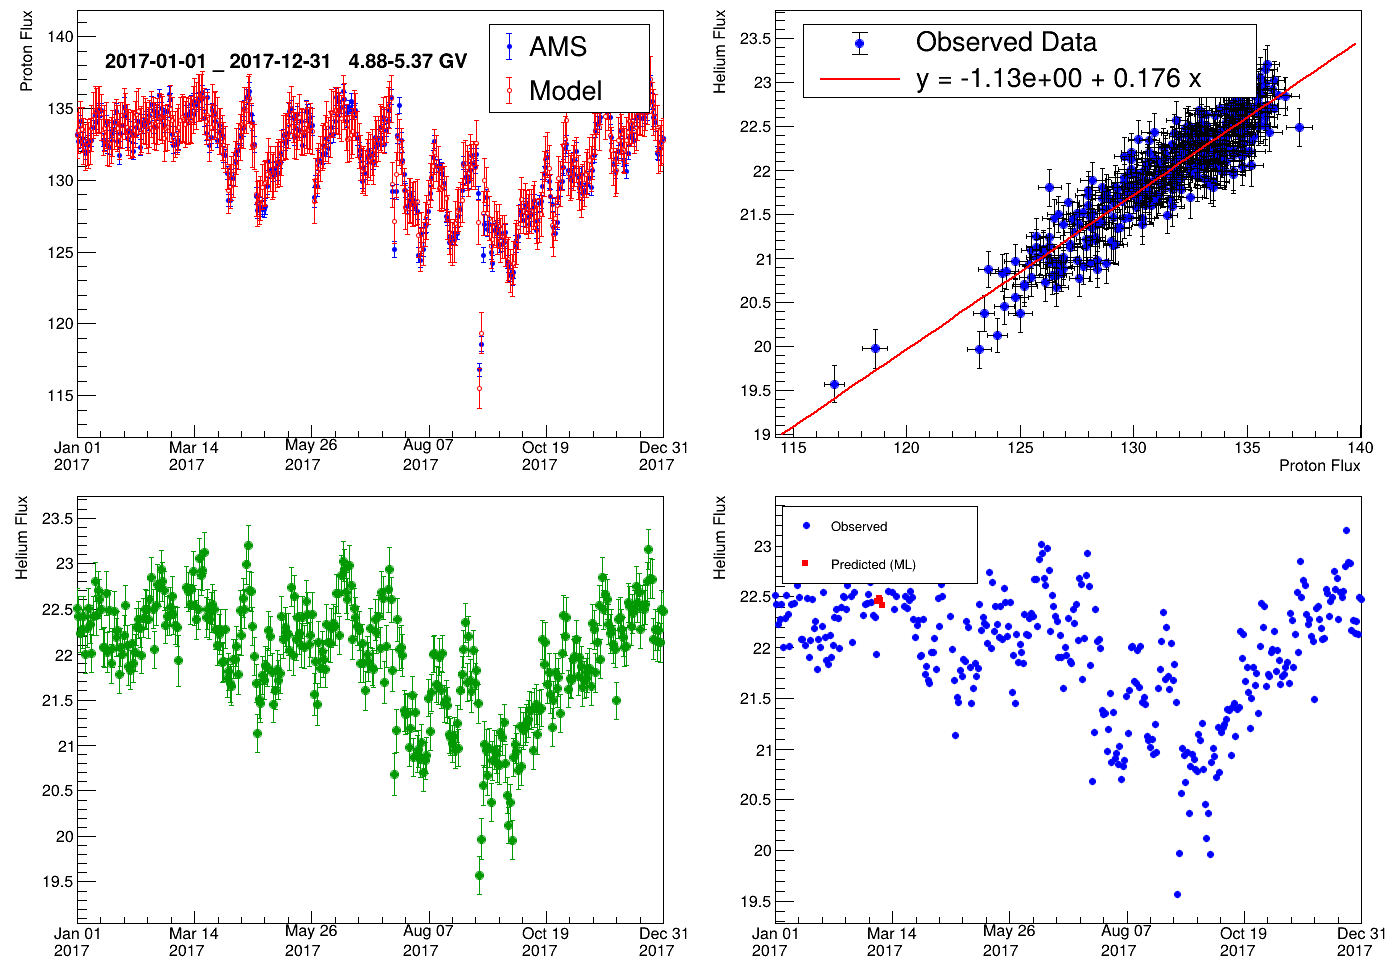 Proton Flux
140
135
130
125
120
115
2017-01-01 _ 2017-12-31 4.88-5.37 GV
AMS
Model
Jan 01 Mar 14 May 26 Aug 07 Oct 19 Dec 31
2017 2017 2017 2017 2017 2017
Helium Flux
23.5
23
22.5
22
21.5
21
20.5
20
19.5
19
Observed Data
y = -1.13e+00 + 0.176 x
115 120 125 130 135 140
Proton Flux
Helium Flux
23.5
23
22.5
22
21.5
21
20.5
20
19.5
Jan 01 Mar 14 May 26 Aug 07 Oct 19 Dec 31
2017 2017 2017 2017 2017 2017
Helium Flux
23
22.5
22
21.5
21
20.5
20
19.5
Observed
Predicted (ML)
Jan 01 Mar 14 May 26 Aug 07 Oct 19 Dec 31
2017 2017 2017 2017 2017 2017